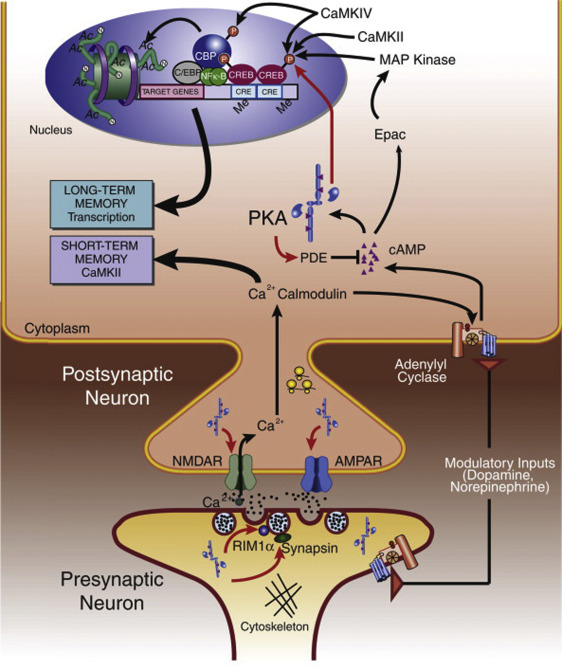 CaMKIV
P
Ac
Ac
Ac
CBP
P
P
CaMKII
MAP Kinase
Ac
C/EBP
NFκ-B
CREB
CREB
TARGET GENES
CRE
CRE
Me
Me
Ac
Ac
Nucleus
Epac
LONG-TERM
MEMORY
Transcription
PKA
SHORT-TERM
MEMORY
CaMKII
PDE
cAMP
Ca2+ Calmodulin
Cytoplasm
Adenylyl
Cyclase
Postsynaptic
Neuron
Ca2+
NMDAR
AMPAR
Modulatory Inputs
(Dopamine,
Norepinephrine)
Ca2+
RIM1α
Synapsin
Presynaptic
Neuron
Cytoskeleton